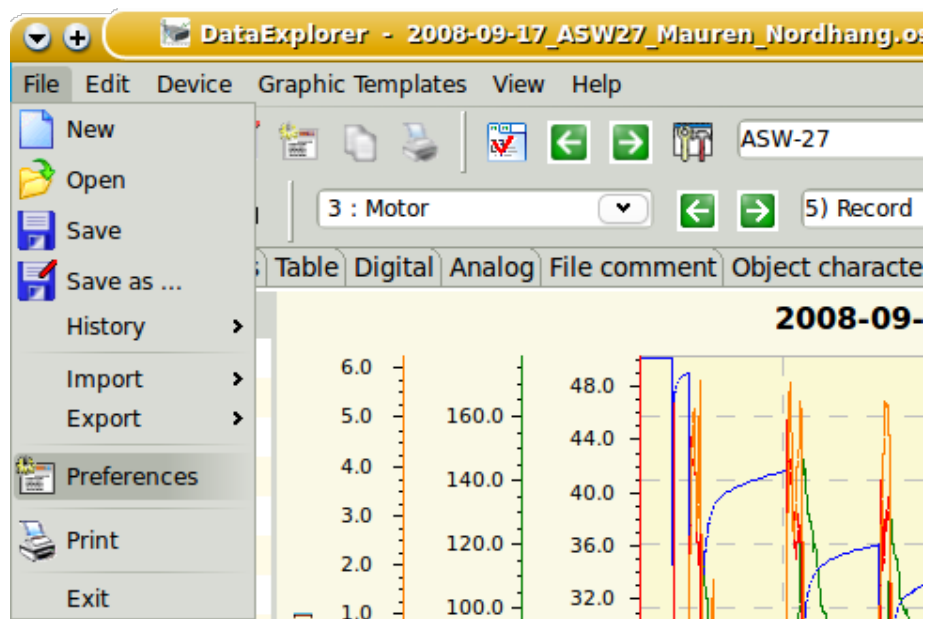 DataExplorer - 2008-09-17_ASW27_Mauren_Nordhang.os
File Edit Device Graphic Templates View Help
New
Open
Save
Save as ...
History
Import
Export
Preferences
Print
Exit
ASW-27
3 : Motor
5) Record
Table Digital Analog File comment Object characte
2008-09-
6.0
5.0
4.0
3.0
2.0
1.0
160.0
140.0
120.0
100.0
48.0
44.0
40.0
36.0
32.0